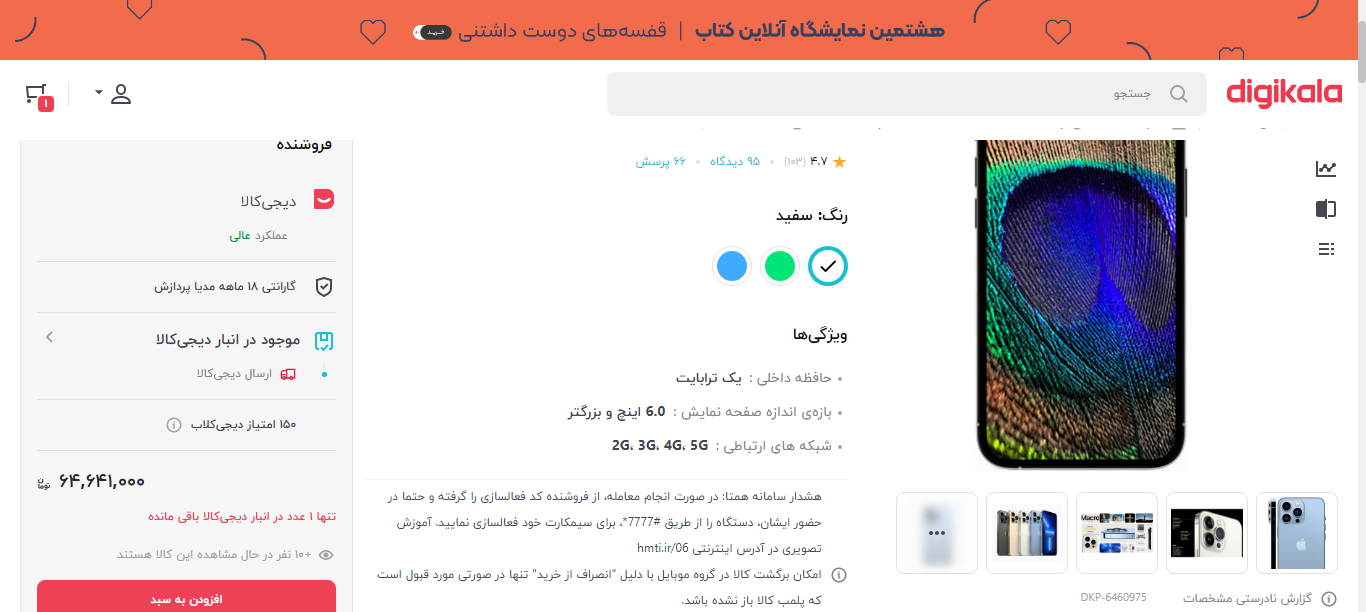 هشتمین نمایشگاه آنلاین کتاب | قفسه‌های دوست داشتنی خرید
digikala
جستجو
۱
۴.۷ (۱۰۳) ۹۵ دیدگاه ۶۶ پرسش
رنگ: سفید
ویژگی‌ها
حافظه داخلی : یک ترابایت
بازه‌ی اندازه صفحه نمایش : 6.0 اینچ و بزرگتر
شبکه های ارتباطی : 2G، 3G، 4G، 5G
هشدار سامانه همتا: در صورت انجام معامله، از فروشنده کد فعالسازی را گرفته و حتما در
حضور ایشان، دستگاه را از طریق #7777*، برای سیمکارت خود فعالسازی نمایید. آموزش
تصویری در آدرس اینترنتی hmti.ir/06
امکان برگشت کالا در گروه موبایل با دلیل "انصراف از خرید" تنها در صورتی مورد قبول است
که پلمب کالا باز نشده باشد.
Macro
گزارش نادرستی مشخصات
DKP-6460975
فروشنده
دیجی‌کالا
عملکرد عالی
گارانتی ۱۸ ماهه مدیا پردازش
موجود در انبار دیجی‌کالا
ارسال دیجی‌کالا
۱۵۰ امتیاز دیجی‌کلاب
۶۴,۶۴۱,۰۰۰ تومان
تنها ۱ عدد در انبار دیجی‌کالا باقی مانده
+۱۰ نفر در حال مشاهده این کالا هستند
افزودن به سبد